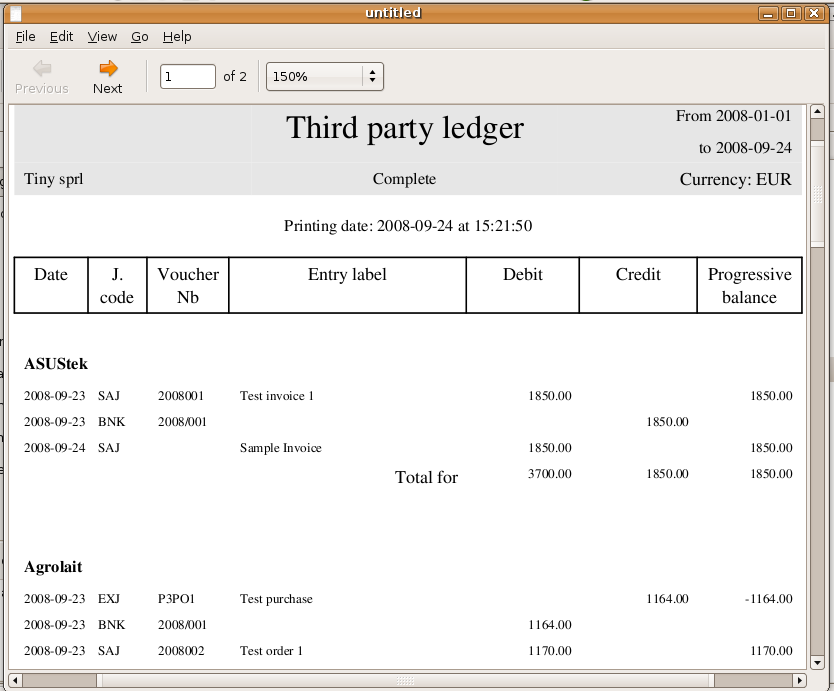 untitled
File Edit View Go Help
Previous Next 1 of 2 150%
Third party ledger
From 2008-01-01
to 2008-09-24
Tiny sprl Complete Currency: EUR
Printing date: 2008-09-24 at 15:21:50
Date J. code Voucher Nb Entry label Debit Credit Progressive balance
ASUStek
2008-09-23 SAJ 2008001 Test invoice 1 1850.00 1850.00
2008-09-23 BNK 2008/001 1850.00
2008-09-24 SAJ Sample Invoice 1850.00 1850.00
Total for 3700.00 1850.00 1850.00
Agrolait
2008-09-23 EXJ P3PO1 Test purchase 1164.00 -1164.00
2008-09-23 BNK 2008/001 1164.00
2008-09-23 SAJ 2008002 Test order 1 1170.00 1170.00